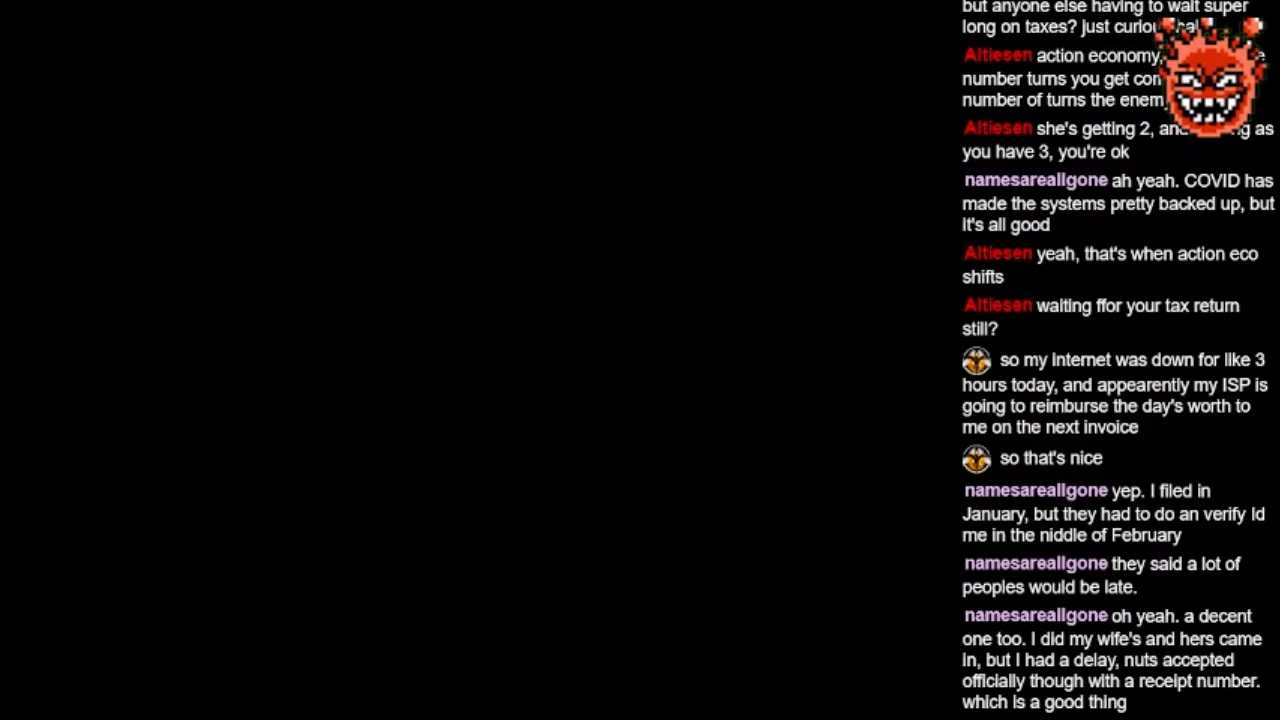 but anyone else having to wait super
long on taxes? just
Altiesen action economy,
number turns you get
number of turns the
Altiesen she's getting 2, as
you have 3, you're ok
namesareallgone ah yeah. COVID has
made the systems pretty backed up, but
it's all good
Altiesen yeah, that's when action eco
shifts
Altiesen waiting ffor your tax return
still?
so my internet was down for like 3
hours today, and appearently my ISP is
going to reimburse the day's worth to
me on the next invoice
so that's nice
namesareallgone yep. I filed in
January, but they had to do an verify Id
me in the niddle of February
namesareallgone they said a lot of
peoples would be late.
namesareallgone oh yeah. a decent
one too. I did my wife's and hers came
in, but I had a delay, nuts accepted
officially though with a receipt number.
which is a good thing